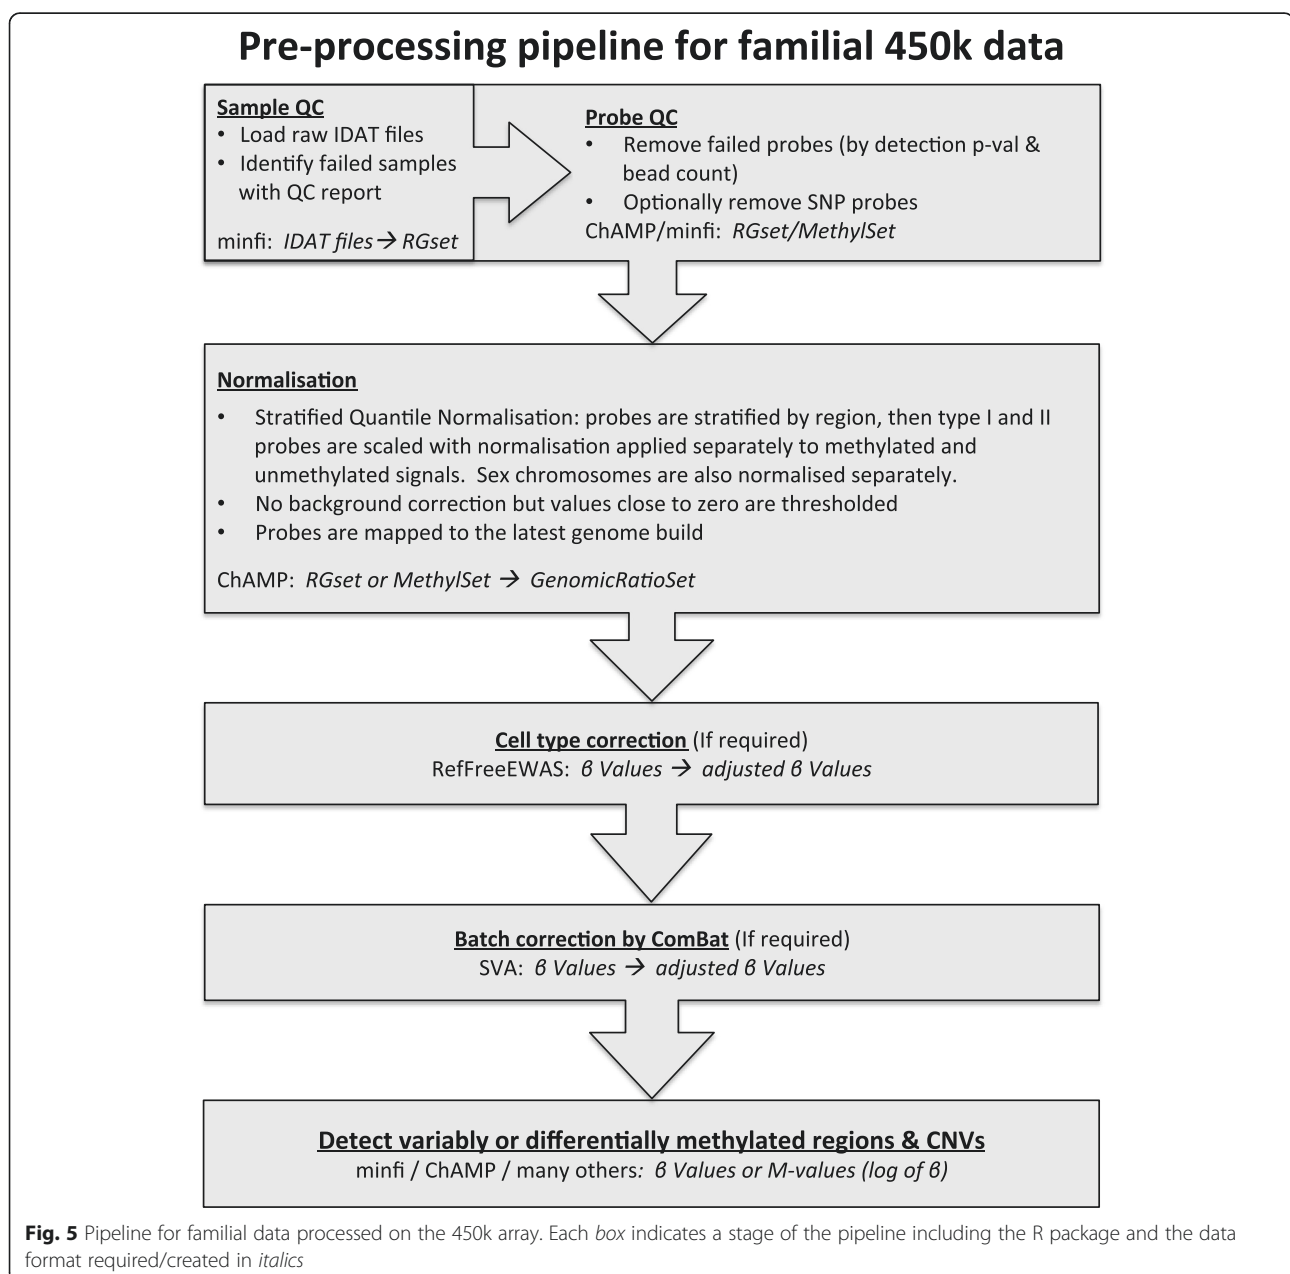 Pre-processing pipeline for familial 450k data
Sample QC
• Load raw IDAT files
• Identify failed samples
with QC report
minfi: IDAT files → RGset
Probe QC
• Remove failed probes (by detection p-val &
bead count)
• Optionally remove SNP probes
ChAMP/minfi: RGset/MethylSet
Normalisation
• Stratified Quantile Normalisation: probes are stratified by region, then type I and II
probes are scaled with normalisation applied separately to methylated and
unmethylated signals. Sex chromosomes are also normalised separately.
• No background correction but values close to zero are thresholded
• Probes are mapped to the latest genome build
ChAMP: RGset or MethylSet → GenomicRatioSet
Cell type correction (If required)
RefFreeEWAS: β Values → adjusted β Values
Batch correction by ComBat (If required)
SVA: β Values → adjusted β Values
Detect variably or differentially methylated regions & CNVs
minfi / ChAMP / many others: β Values or M-values (log of β)
Fig. 5 Pipeline for familial data processed on the 450k array. Each box indicates a stage of the pipeline including the R package and the data
format required/created in italics